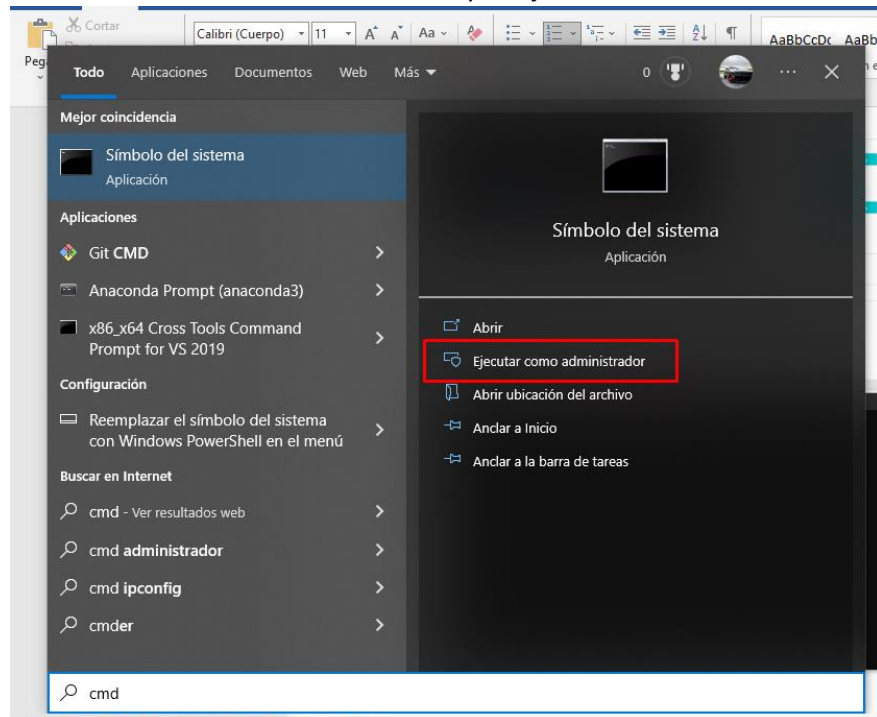 Cortar
Calibri (Cuerpo) 11 A^ A˅ Aa
AaBbCcDc AaBb
Pega
Todo Aplicaciones Documentos Web Más 0 ...
Mejor coincidencia
Símbolo del sistema
Aplicación
Aplicaciones
Git CMD
Anaconda Prompt (anaconda3)
x86_x64 Cross Tools Command
Prompt for VS 2019
Configuración
Reemplazar el símbolo del sistema
con Windows PowerShell en el menú
Buscar en Internet
cmd - Ver resultados web
cmd administrador
cmd ipconfig
cmder
Símbolo del sistema
Aplicación
Abrir
Ejecutar como administrador
Abrir ubicación del archivo
Anclar a Inicio
Anclar a la barra de tareas
cmd